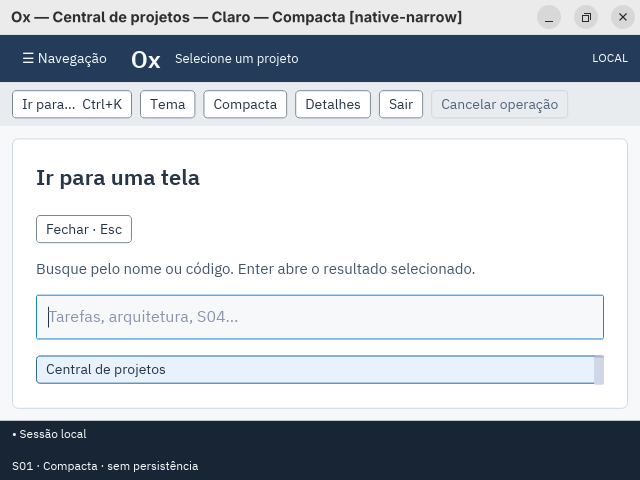 Ox — Central de projetos — Claro — Compacta [native-narrow]
☰ Navegação Ox Selecione um projeto LOCAL
Ir para... Ctrl+K Tema Compacta Detalhes Sair Cancelar operação
Ir para uma tela
Fechar · Esc
Busque pelo nome ou código. Enter abre o resultado selecionado.
Tarefas, arquitetura, S04...
Central de projetos
• Sessão local
S01 · Compacta · sem persistência